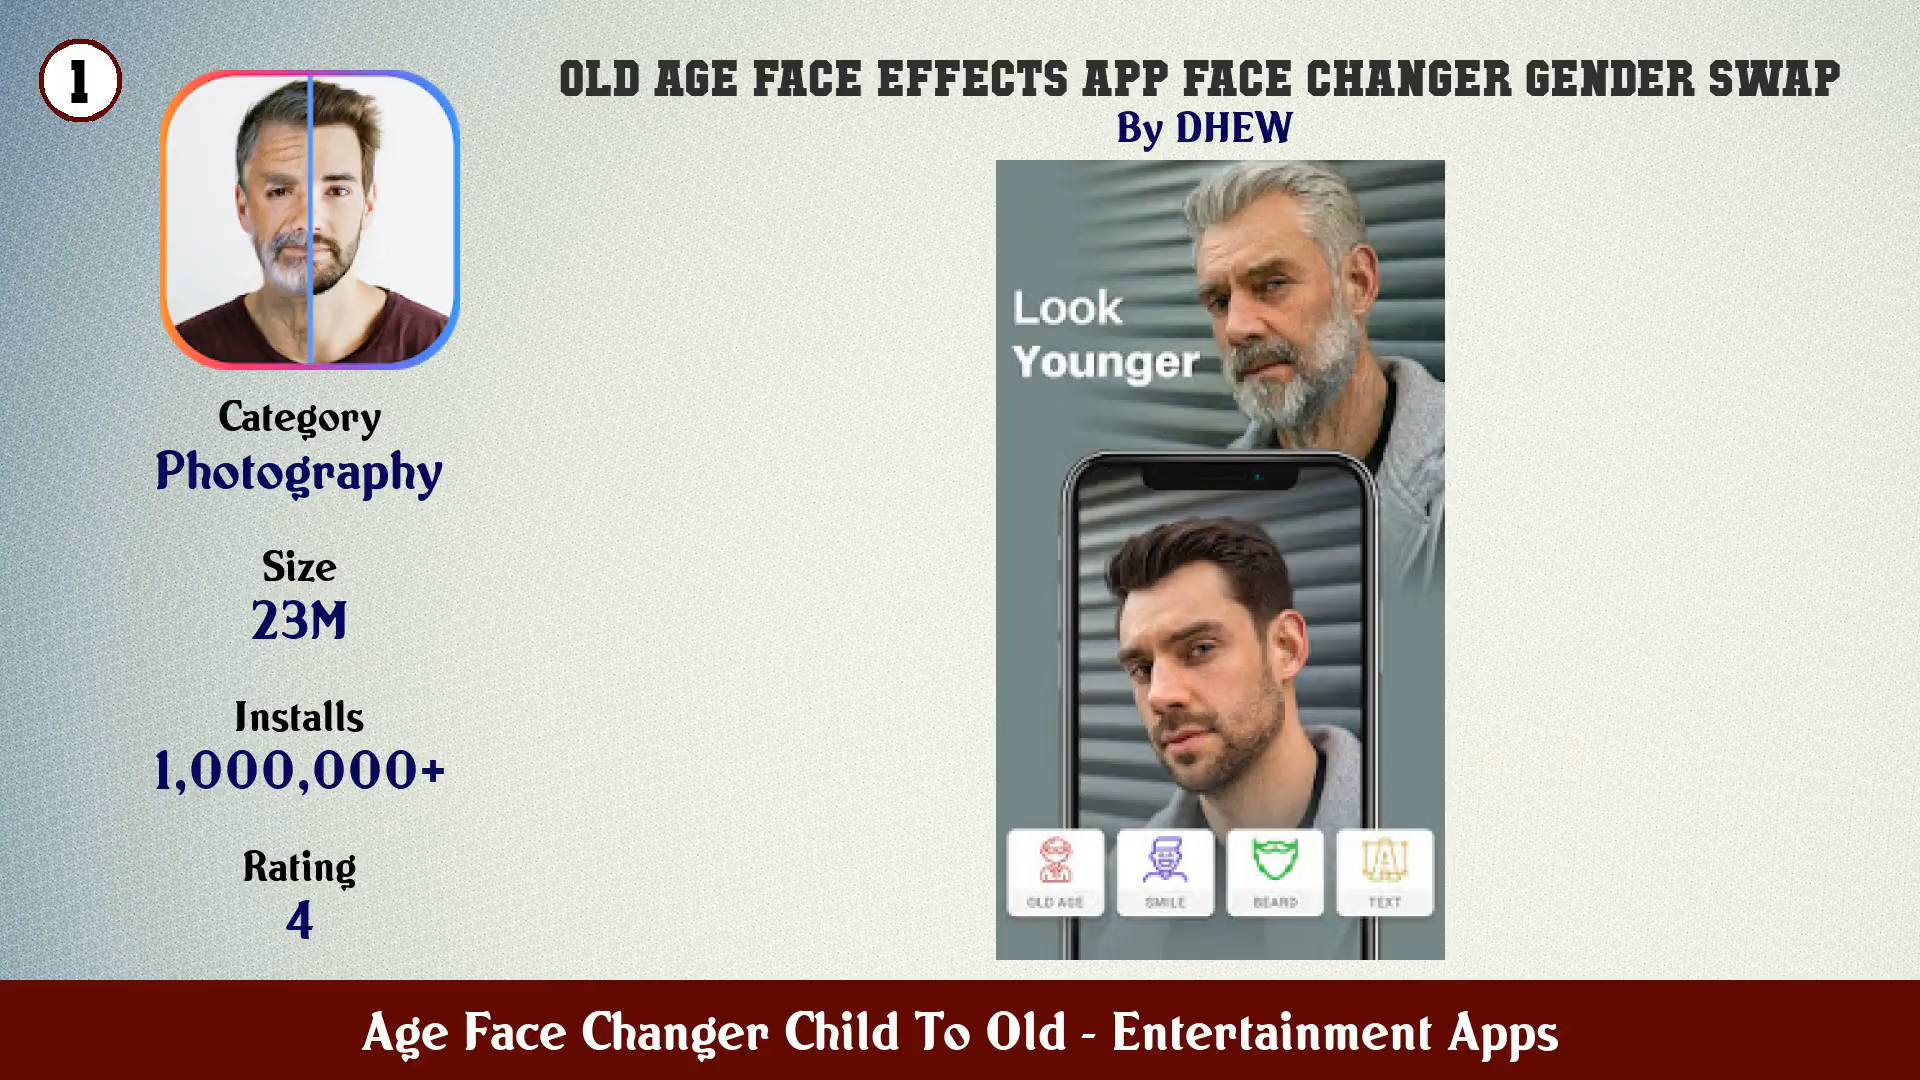 1
OLD AGE FACE EFFECTS APP FACE CHANGER GENDER SWAP
By DHEW
Category
Photography
Size
23M
Installs
1,000,000+
Rating
4
Look
Younger
OLD AGE
SMILE
BEARD
TEXT
Age Face Changer Child To Old - Entertainment Apps